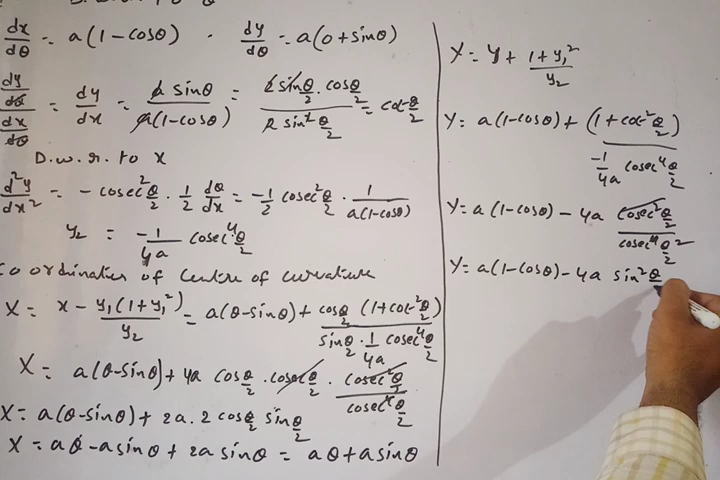 dx/dθ = a(1-cosθ) . dy/dθ = a(0+sinθ)
dy/dθ / dx/dθ = dy/dx = a sinθ / a(1-cosθ) = 2 sin θ/2 . cos θ/2 / 2 sin² θ/2 = cot θ/2
D.w.r. to x
d²y/dx² = - cosec² θ/2 . 1/2 dθ/dx = -1/2 cosec² θ/2 . 1/a(1-cosθ)
y₂ = -1/4a cosec⁴ θ/2
Co ordinates of centre of curvature
X = x - y₁(1+y₁²)/y₂ = a(θ-sinθ) + cos θ/2 (1+cot² θ/2) / sin θ/2 . 1/4a cosec⁴ θ/2
X = a(θ-sinθ) + 4a cos θ/2 . cosec θ/2 . cosec² θ/2 / cosec⁴ θ/2
X = a(θ-sinθ) + 2a . 2 cos θ/2 sin θ/2
X = aθ - a sinθ + 2a sinθ = aθ + a sinθ
Y = y + 1+y₁² / y₂
Y = a(1-cosθ) + (1+cot² θ/2) / -1/4a cosec⁴ θ/2
Y = a(1-cosθ) - 4a cosec² θ/2 / cosec⁴ θ/2 2
Y = a(1-cosθ) - 4a sin² θ